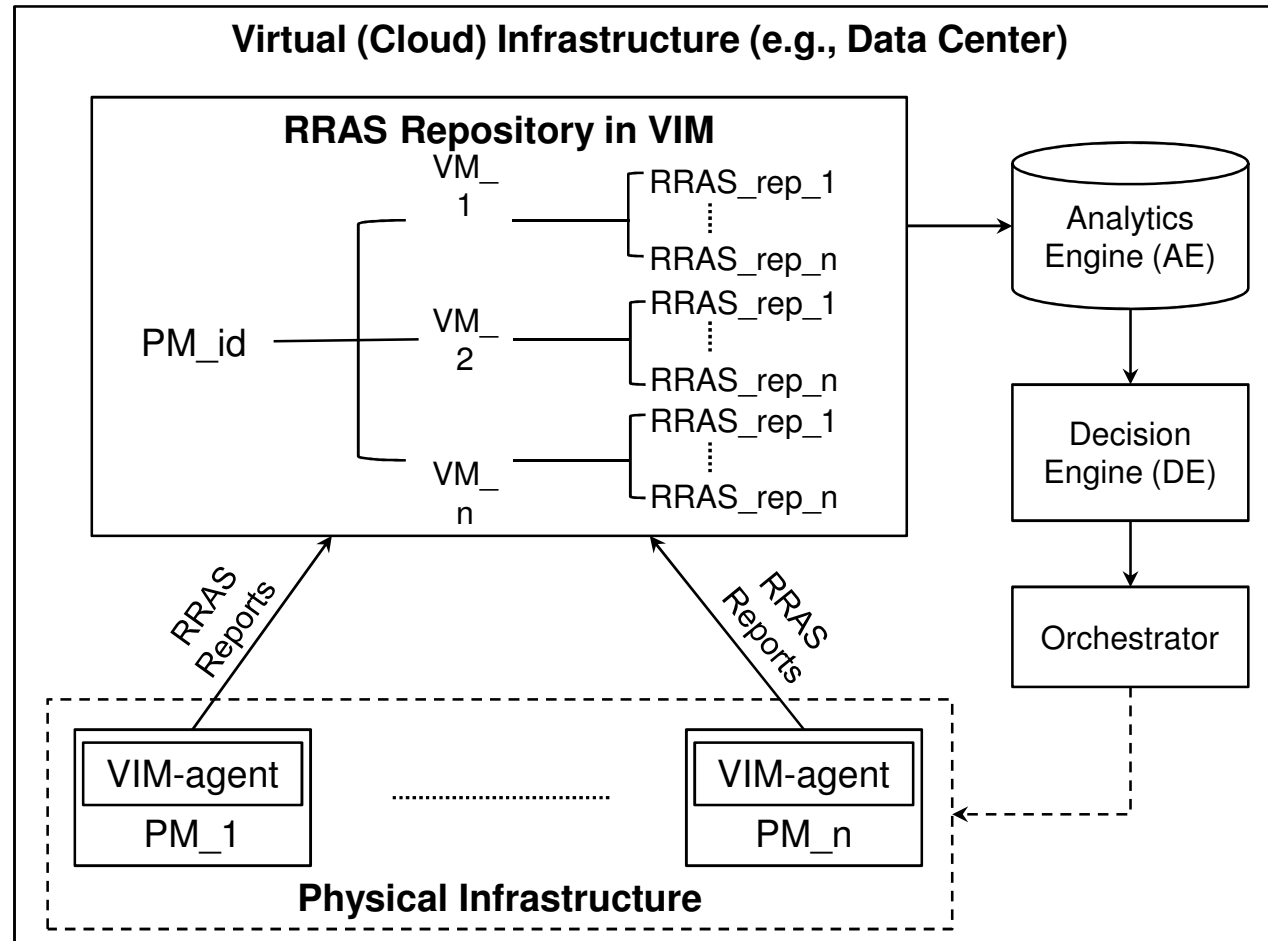 Virtual (Cloud) Infrastructure (e.g., Data Center)
RRAS Repository in VIM
PM_id
VM_
1
RRAS_rep_1
RRAS_rep_n
VM_
2
RRAS_rep_1
RRAS_rep_n
VM_
n
RRAS_rep_1
RRAS_rep_n
Analytics
Engine (AE)
Decision
Engine (DE)
Orchestrator
RRAS
Reports
RRAS
Reports
VIM-agent
PM_1
VIM-agent
PM_n
Physical Infrastructure